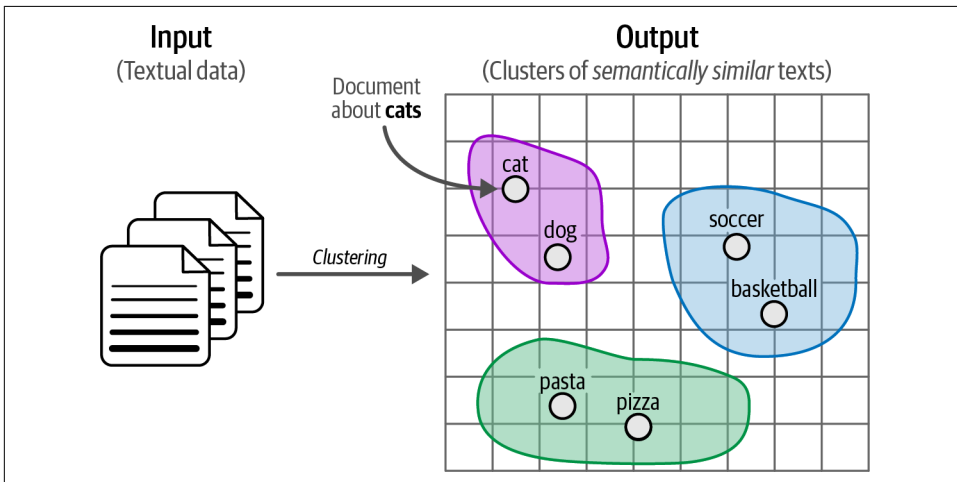 Input
(Textual data)
Output
(Clusters of semantically similar texts)
Document
about cats
cat
dog
soccer
basketball
Clustering
pasta
pizza